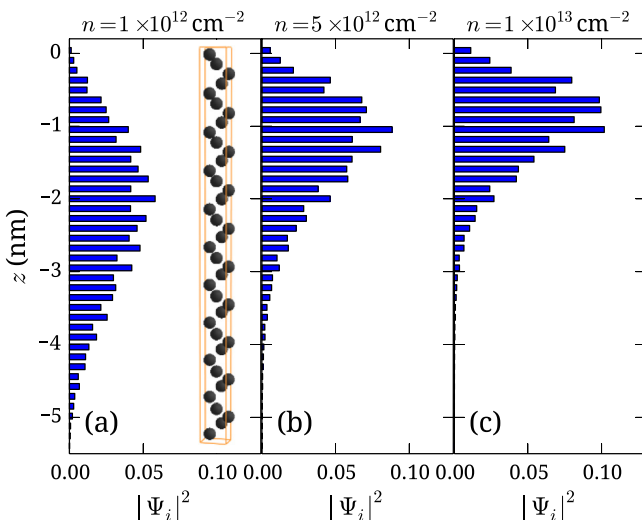 n = 1 ×10¹² cm⁻² n = 5 ×10¹² cm⁻² n = 1 ×10¹³ cm⁻²
0
−1
−2
−3
−4
−5
z (nm)
(a) (b) (c)
0.00 0.05 0.10 0.00 0.05 0.10 0.00 0.05 0.10
|Ψᵢ|² |Ψᵢ|² |Ψᵢ|²